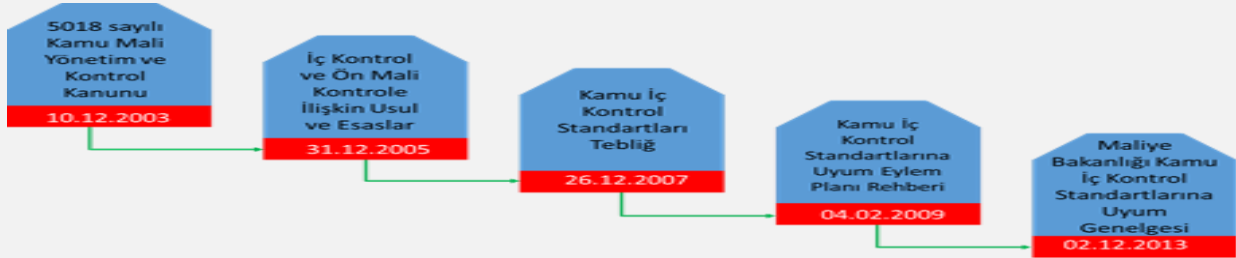 5018 sayılı
Kamu Mali
Yönetim ve
Kontrol
Kanunu
10.12.2003
İç Kontrol
ve Ön Mali
Kontrole
İlişkin Usul
ve Esaslar
31.12.2005
Kamu İç
Kontrol
Standartları
Tebliğ
26.12.2007
Kamu İç
Kontrol
Standartlarına
Uyum Eylem
Planı Rehberi
04.02.2009
Maliye
Bakanlığı Kamu
İç Kontrol
Standartlarına
Uyum
Genelgesi
02.12.2013